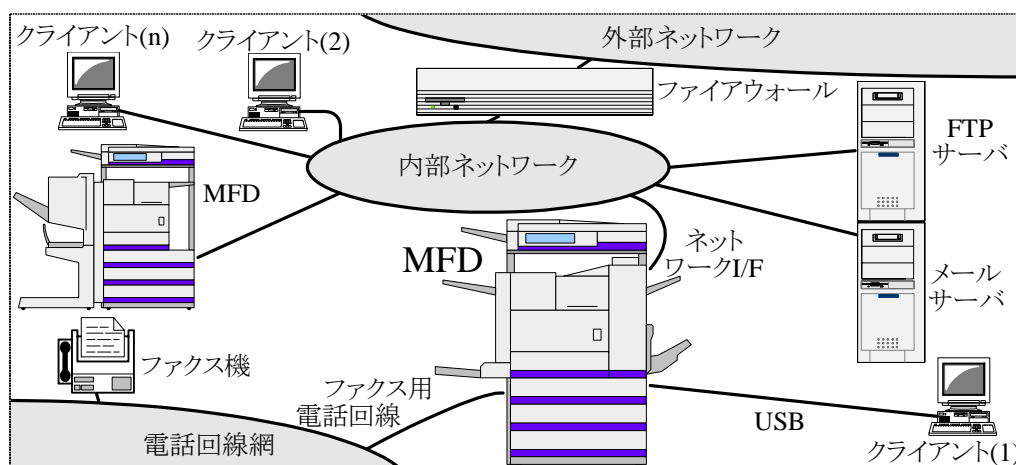 クライアント(n)
クライアント(2)
外部ネットワーク
ファイアウォール
FTP
サーバ
内部ネットワーク
MFD
MFD
ネット
ワークI/F
メール
サーバ
ファクス機
ファクス用
電話回線
USB
電話回線網
クライアント(1)